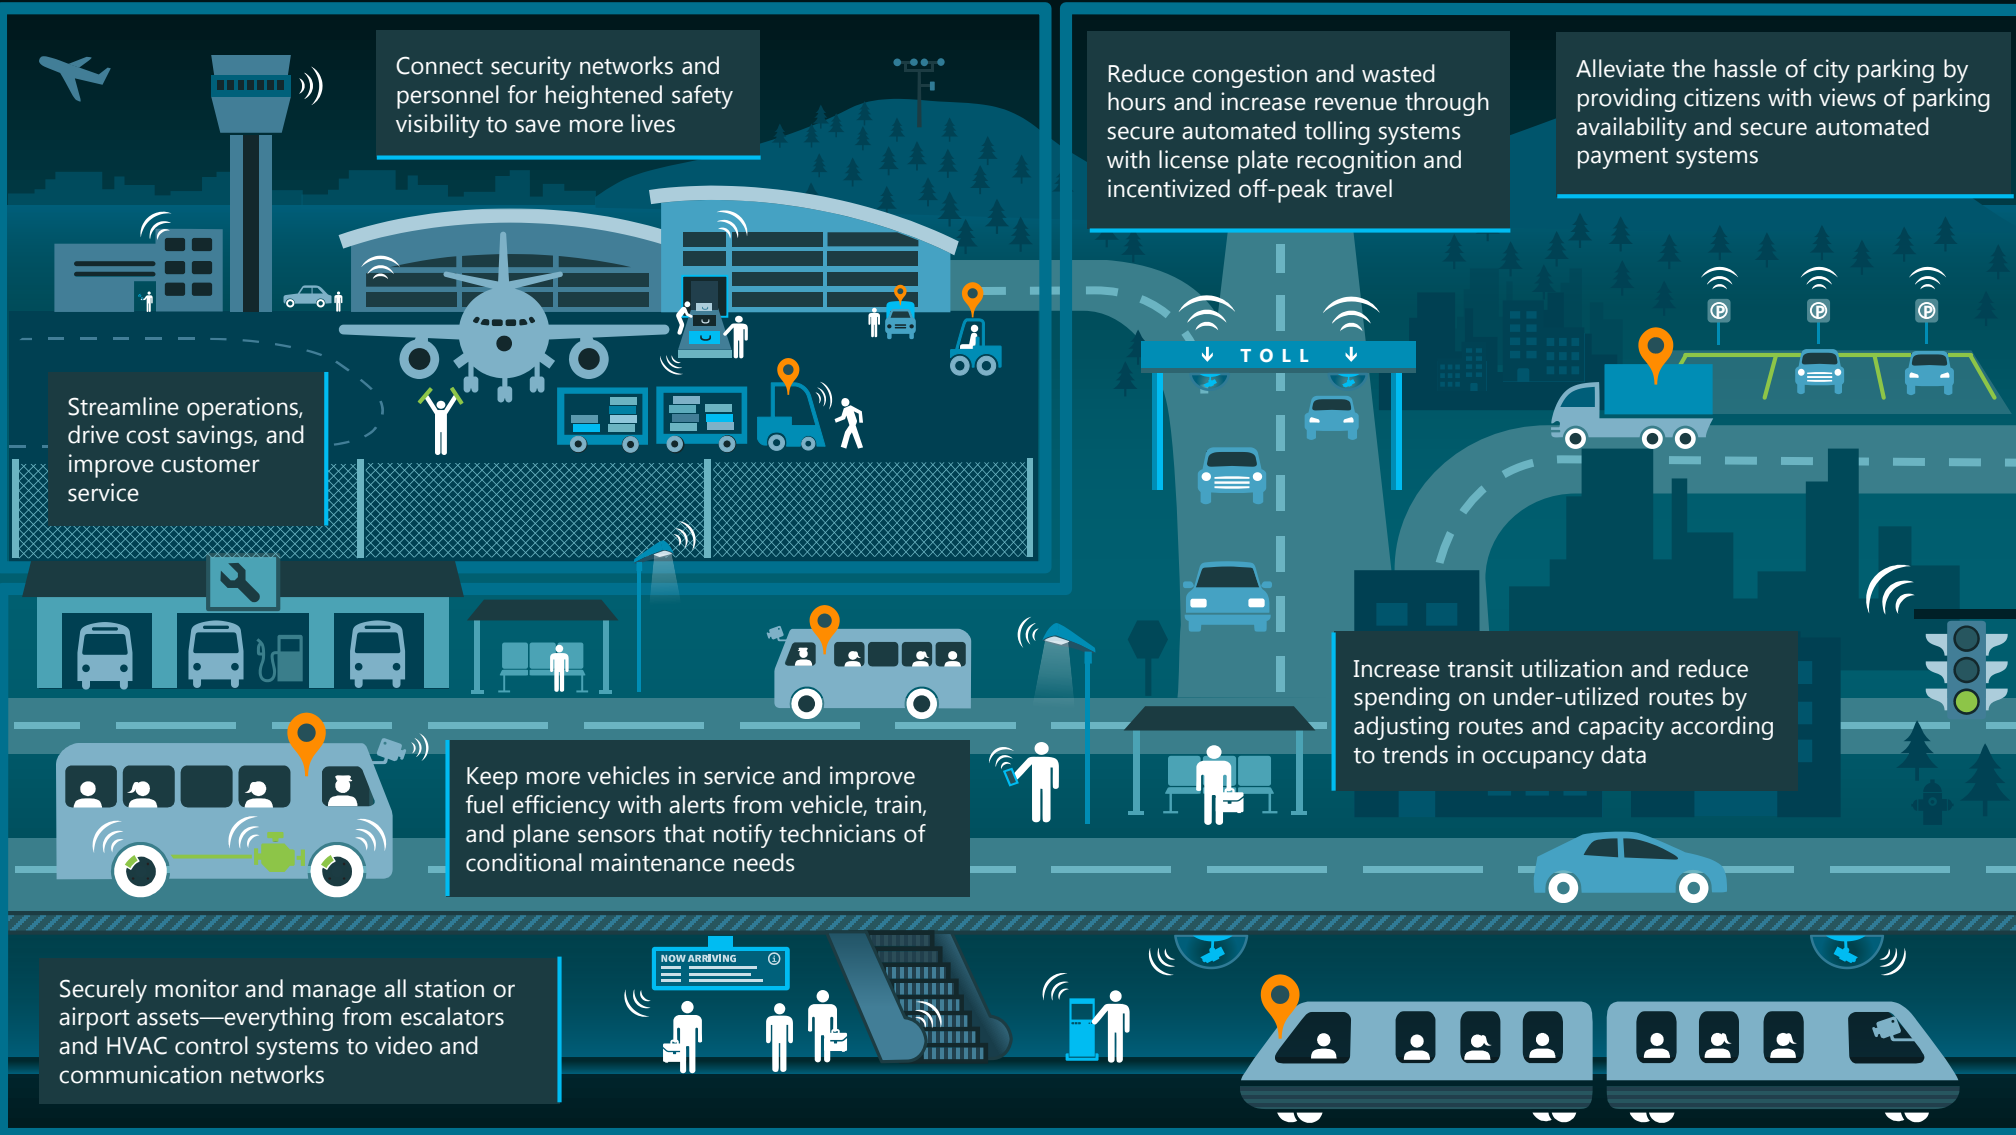 Connect security networks and
personnel for heightened safety
visibility to save more lives
Reduce congestion and wasted
hours and increase revenue through
secure automated tolling systems
with license plate recognition and
incentivized off-peak travel
Alleviate the hassle of city parking by
providing citizens with views of parking
availability and secure automated
payment systems
P
P
P
TOLL
Streamline operations,
drive cost savings, and
improve customer
service
Increase transit utilization and reduce
spending on under-utilized routes by
adjusting routes and capacity according
to trends in occupancy data
Keep more vehicles in service and improve
fuel efficiency with alerts from vehicle, train,
and plane sensors that notify technicians of
conditional maintenance needs
NOW ARRIVING i
Securely monitor and manage all station or
airport assets—everything from escalators
and HVAC control systems to video and
communication networks